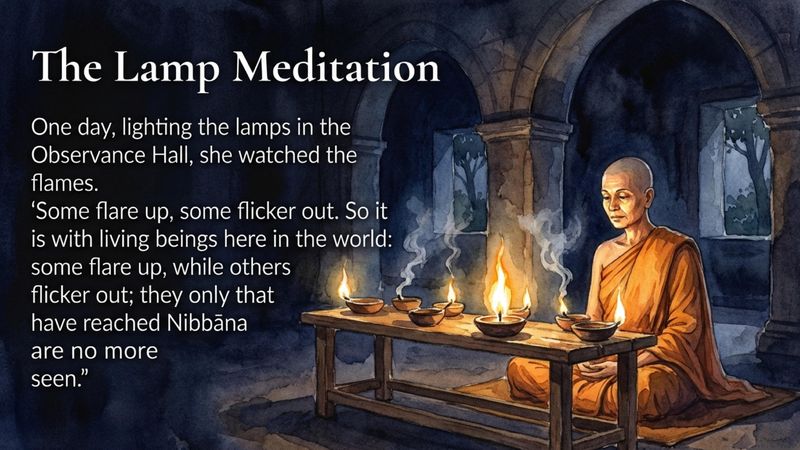 The Lamp Meditation
One day, lighting the lamps in the
Observance Hall, she watched the
flames.
‘Some flare up, some flicker out. So it
is with living beings here in the world:
some flare up, while others
flicker out; they only that
have reached Nibbāna
are no more
seen.”